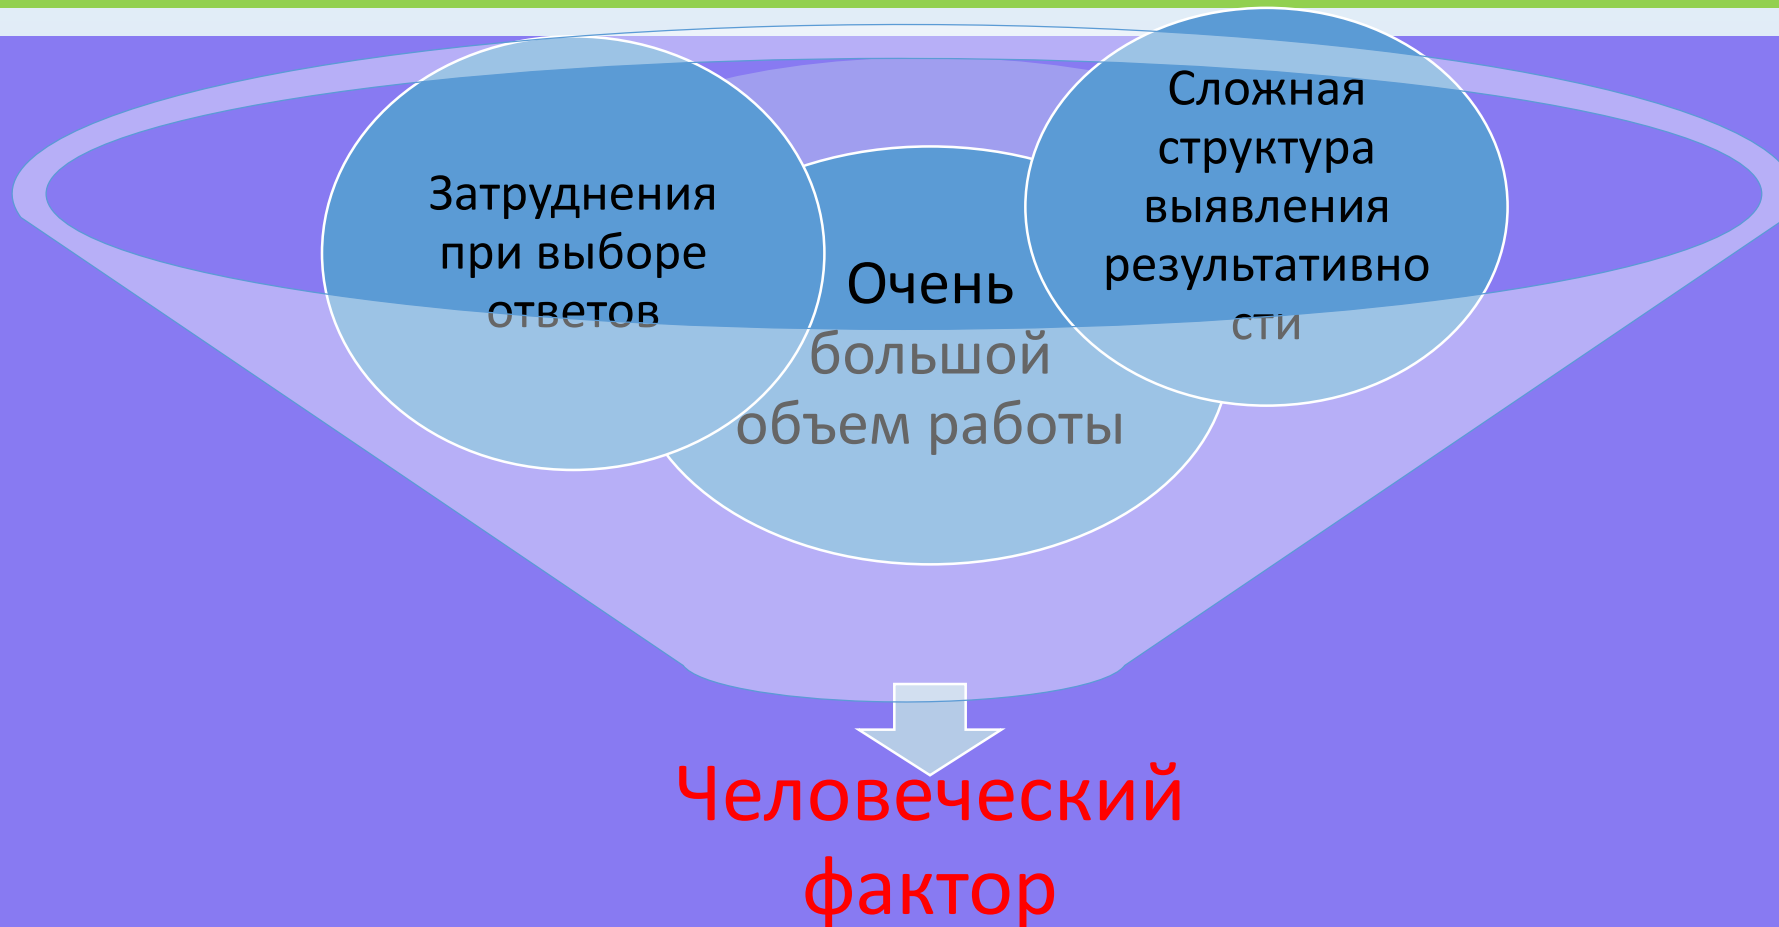 Затруднения
при выборе
ответов
Очень
большой
объем работы
Сложная
структура
выявления
результативно
сти
Человеческий
фактор